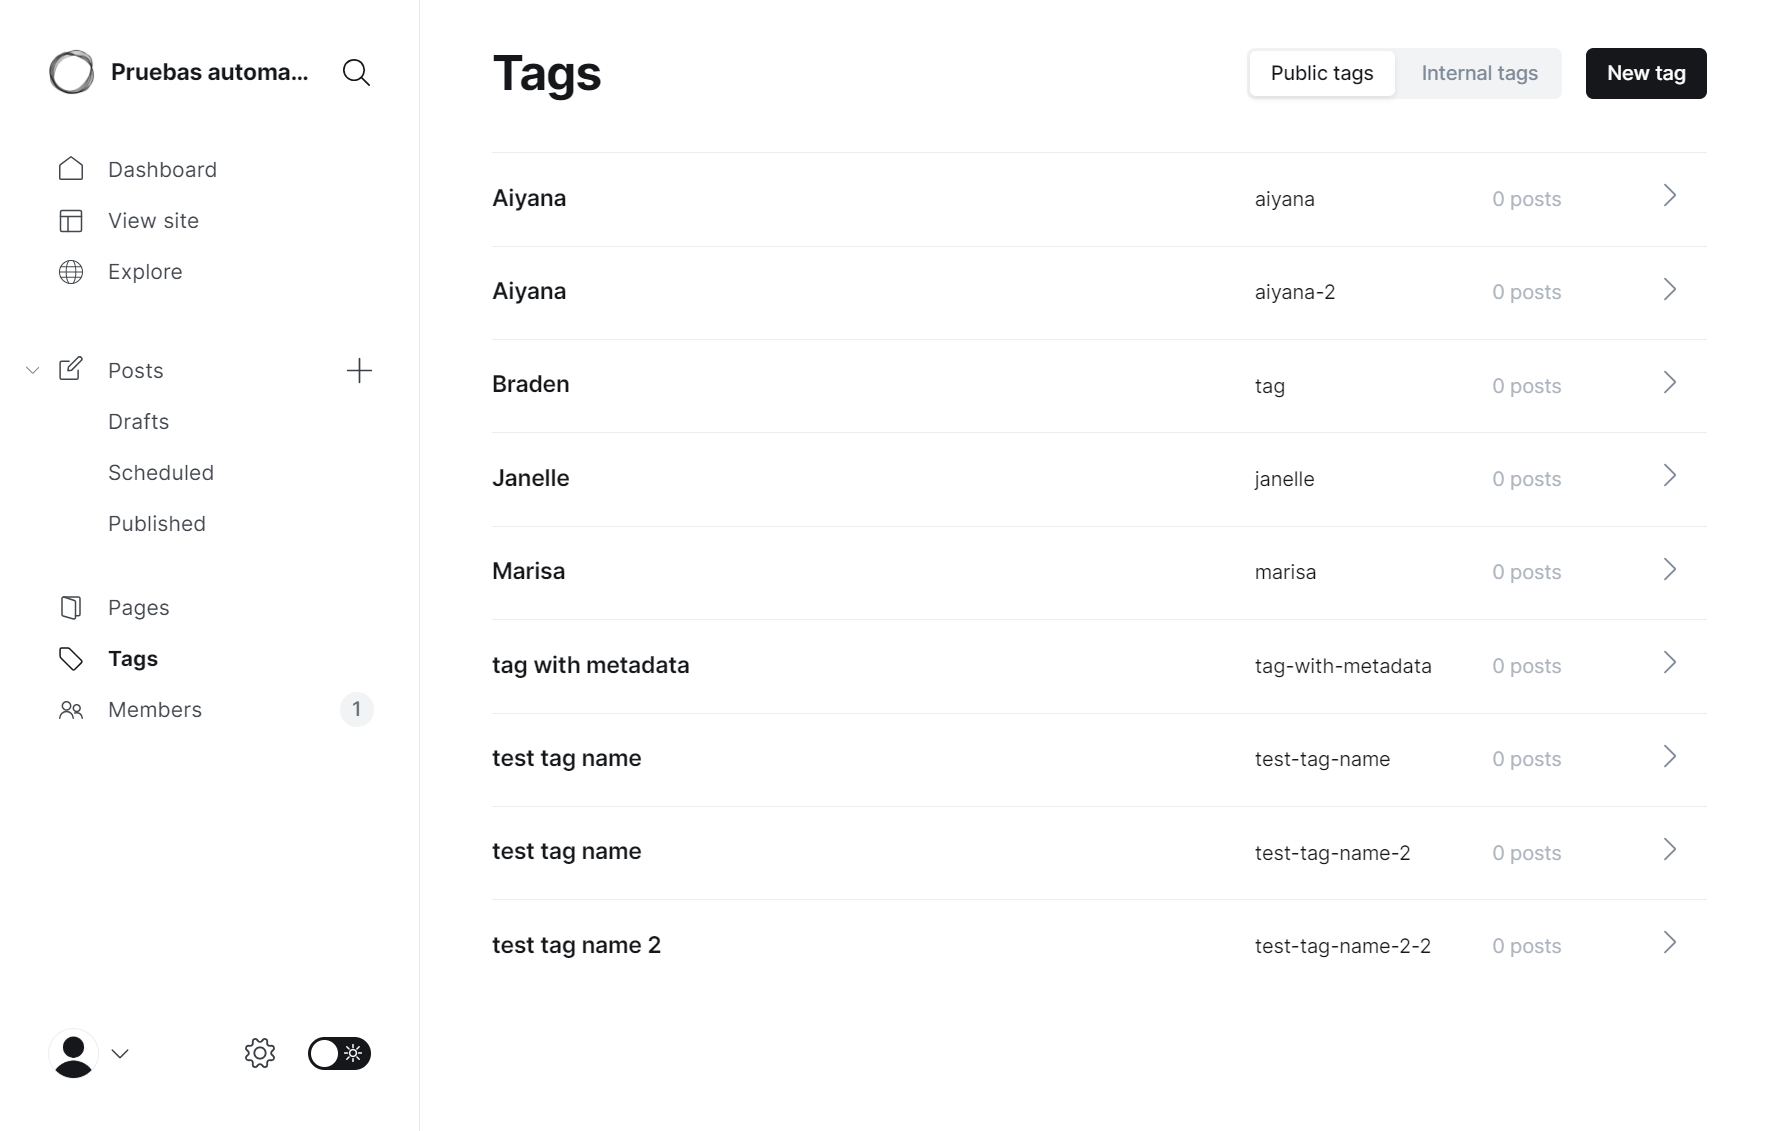 Pruebas automa...
Dashboard
View site
Explore
Posts
Drafts
Scheduled
Published
Pages
Tags
Members 1
Tags
Public tags Internal tags New tag
Aiyana aiyana 0 posts
Aiyana aiyana-2 0 posts
Braden tag 0 posts
Janelle janelle 0 posts
Marisa marisa 0 posts
tag with metadata tag-with-metadata 0 posts
test tag name test-tag-name 0 posts
test tag name test-tag-name-2 0 posts
test tag name 2 test-tag-name-2-2 0 posts